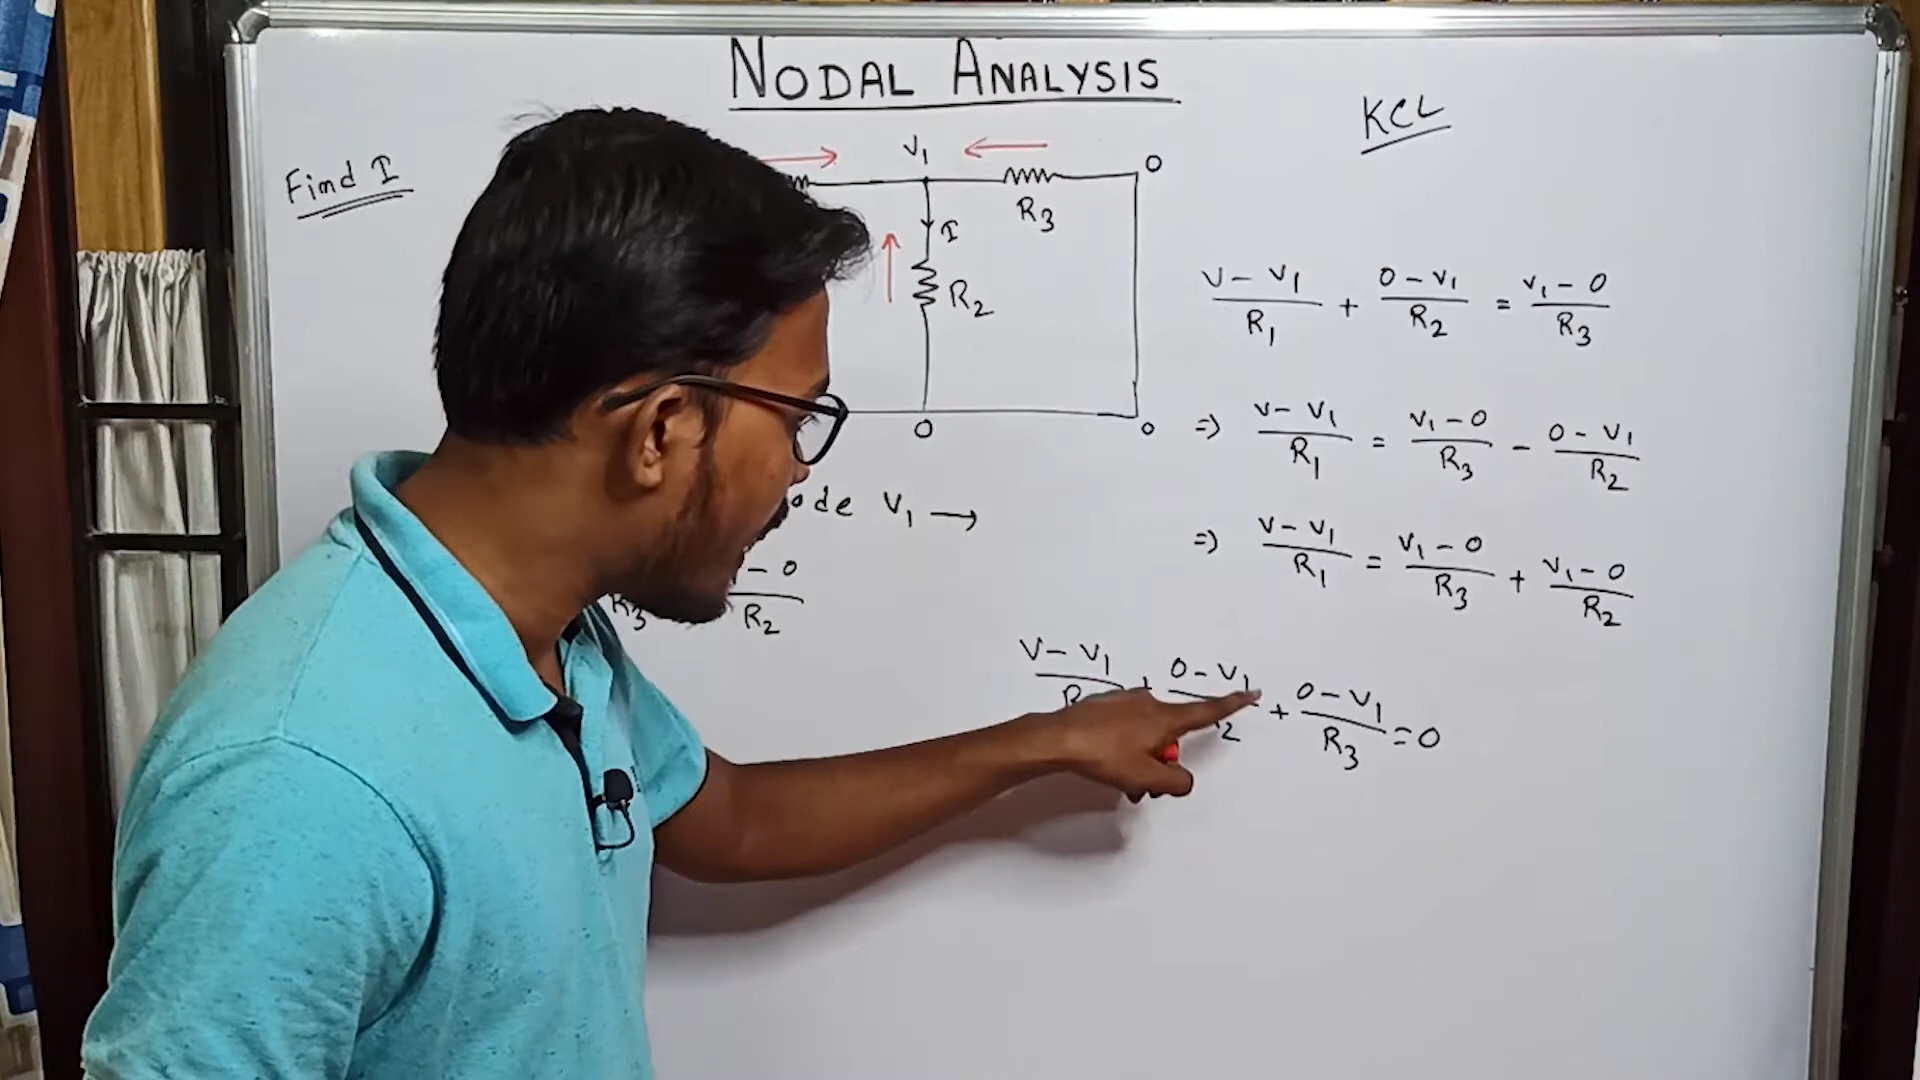 NODAL ANALYSIS
KCL
Find I
V₁
0
R₃
I
R₂
0
0
V₁ →
- 0
R₃ R₂
(V - V₁)/R₁ + (0 - V₁)/R₂ = (V₁ - 0)/R₃
=> (V - V₁)/R₁ = (V₁ - 0)/R₃ - (0 - V₁)/R₂
=> (V - V₁)/R₁ = (V₁ - 0)/R₃ + (V₁ - 0)/R₂
(V - V₁)/R + (0 - V₁)/2 + (0 - V₁)/R₃ = 0